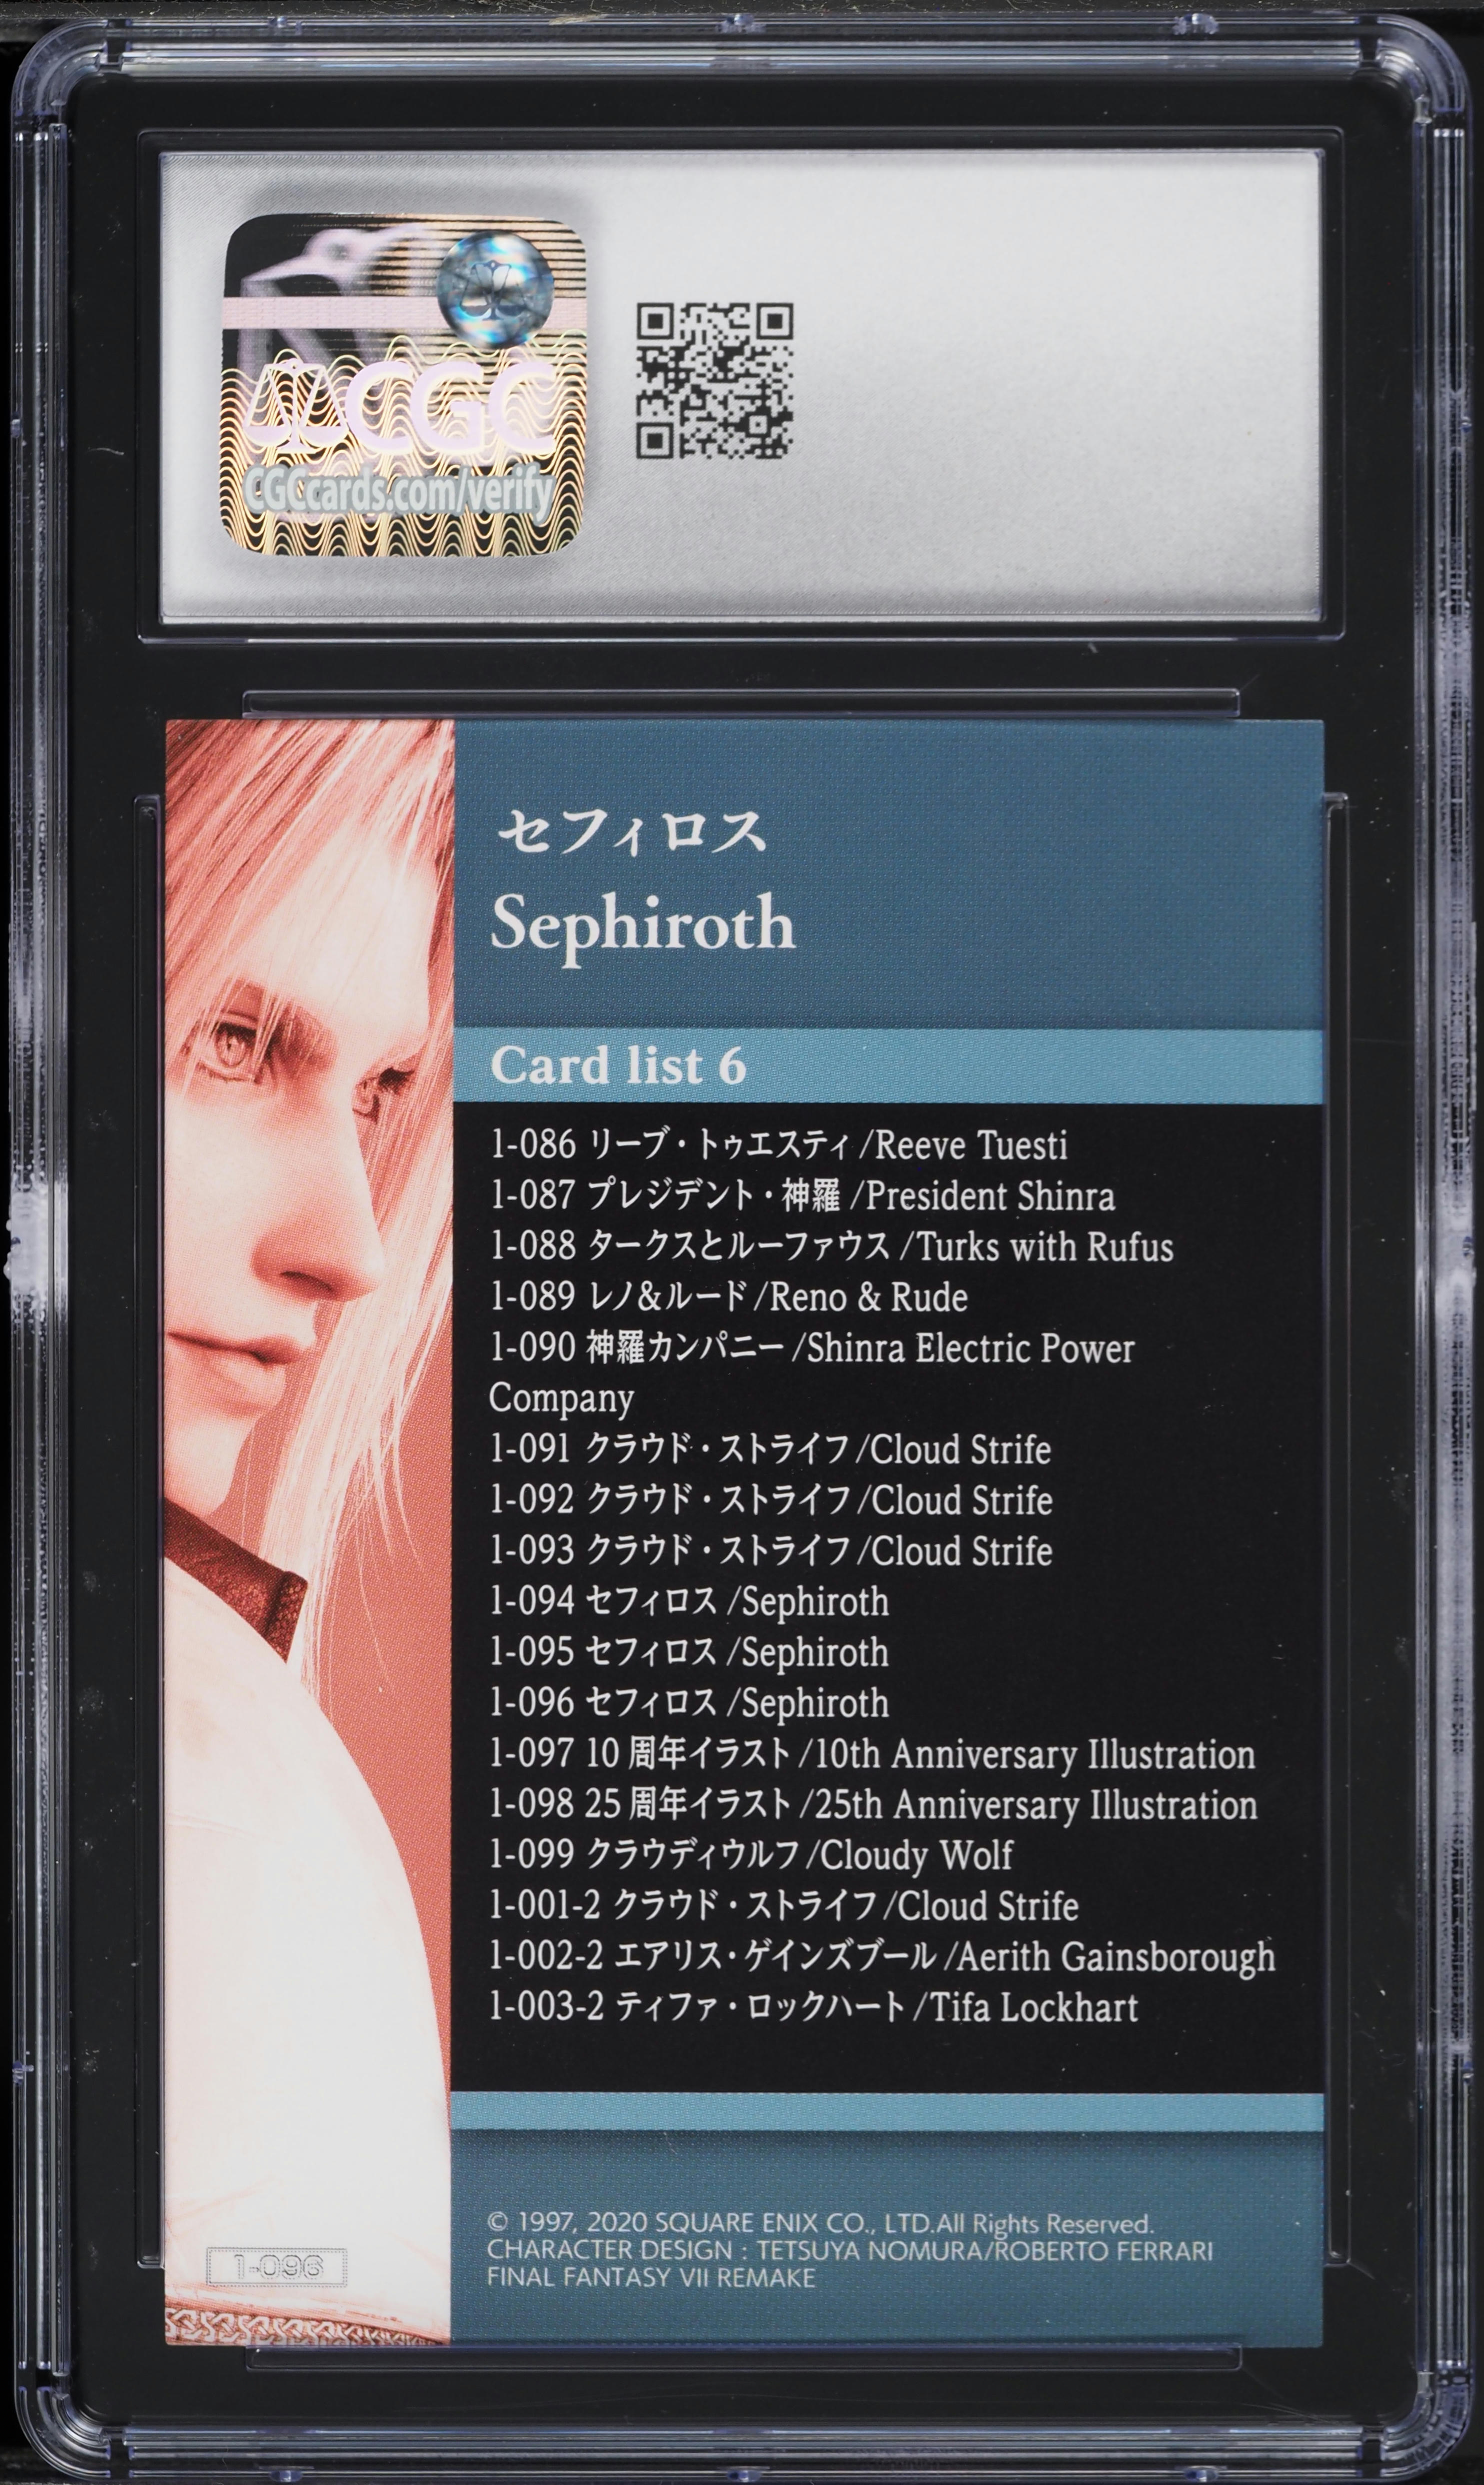 CGC
CGCcards.com/verify
セフィロス
Sephiroth
Card list 6
1-086 リーブ・トゥエスティ/Reeve Tuesti
1-087 プレジデント・神羅/President Shinra
1-088 タークスとルーファウス/Turks with Rufus
1-089 レノ&ルード/Reno & Rude
1-090 神羅カンパニー/Shinra Electric Power
Company
1-091 クラウド・ストライフ/Cloud Strife
1-092 クラウド・ストライフ/Cloud Strife
1-093 クラウド・ストライフ/Cloud Strife
1-094 セフィロス/Sephiroth
1-095 セフィロス/Sephiroth
1-096 セフィロス/Sephiroth
1-097 10周年イラスト/10th Anniversary Illustration
1-098 25周年イラスト/25th Anniversary Illustration
1-099 クラウディウルフ/Cloudy Wolf
1-001-2 クラウド・ストライフ/Cloud Strife
1-002-2 エアリス・ゲインズブール/Aerith Gainsborough
1-003-2 ティファ・ロックハート/Tifa Lockhart
© 1997, 2020 SQUARE ENIX CO., LTD.All Rights Reserved.
CHARACTER DESIGN : TETSUYA NOMURA/ROBERTO FERRARI
FINAL FANTASY VII REMAKE
1-096